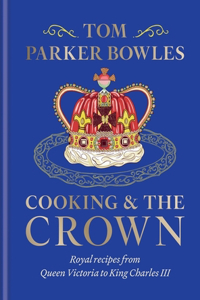 TOM
PARKER BOWLES
COOKING & THE
CROWN
Royal recipes from
Queen Victoria to King Charles III